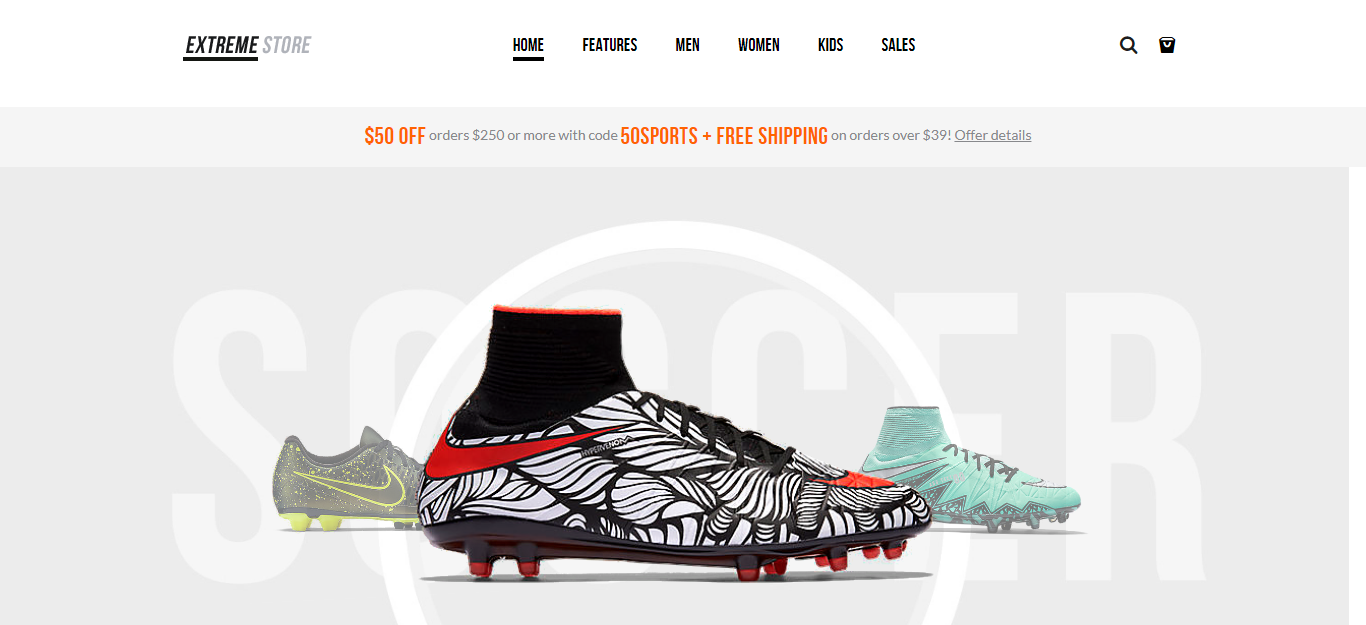 EXTREME STORE
HOME FEATURES MEN WOMEN KIDS SALES
$50 OFF orders $250 or more with code 50SPORTS + FREE SHIPPING on orders over $39! Offer details
SOCCER
HYPERVENOM